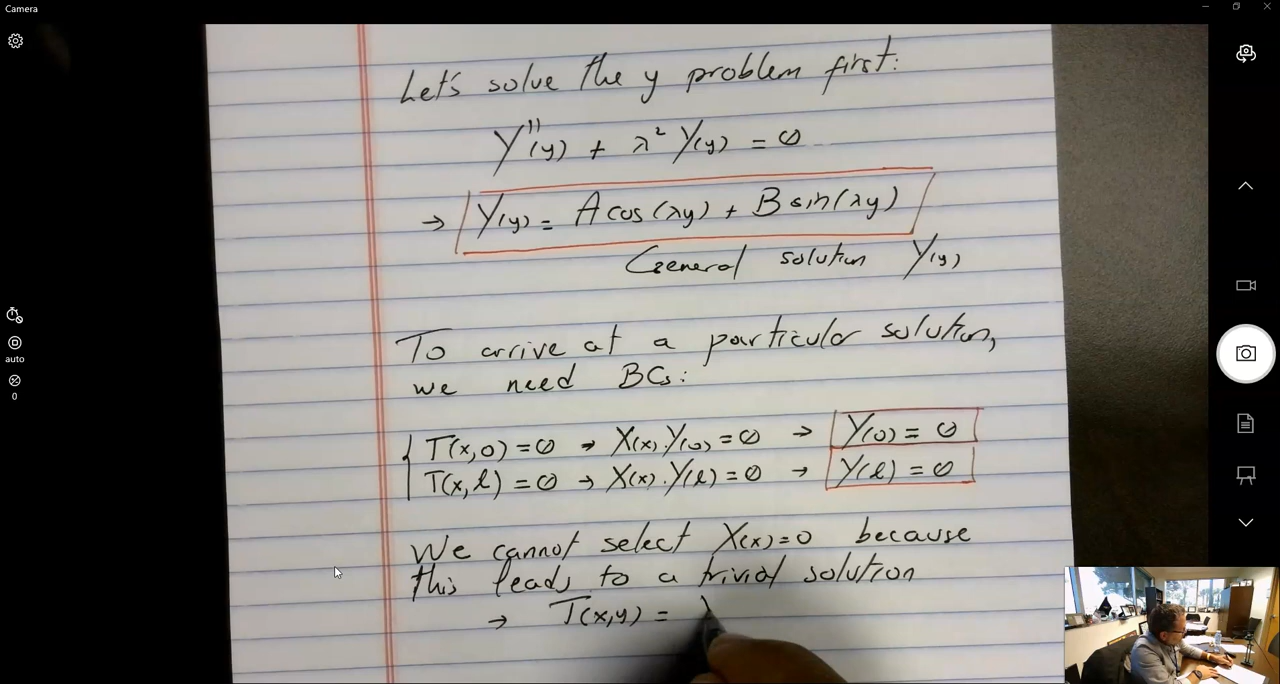 Camera
Let's solve the y problem first:
Y''(y) + λ² Y(y) = 0
→ Y(y) = A cos(λy) + B sin(λy)
General solution Y(y)
To arrive at a particular solution,
we need BCs:
T(x,0) = 0 → X(x).Y(0) = 0 → Y(0) = 0
T(x,l) = 0 → X(x).Y(l) = 0 → Y(l) = 0
We cannot select X(x)=0 because
this leads to a trivial solution
→ T(x,y) =
auto
0